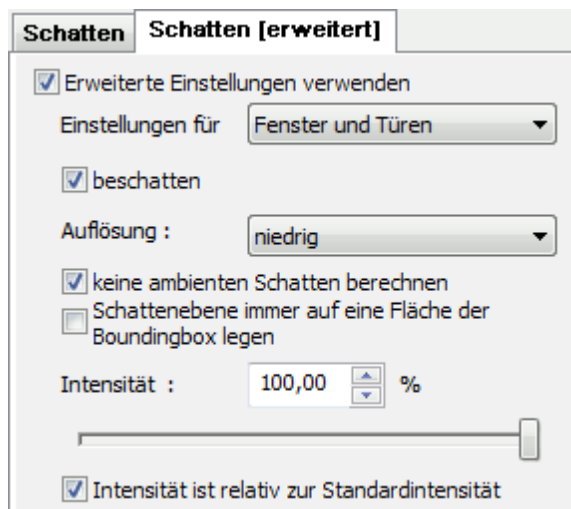 Schatten Schatten [erweitert]
Erweiterte Einstellungen verwenden
Einstellungen für Fenster und Türen
beschatten
Auflösung : niedrig
keine ambienten Schatten berechnen
Schattenebene immer auf eine Fläche der
Boundingbox legen
Intensität : 100,00 %
Intensität ist relativ zur Standardintensität